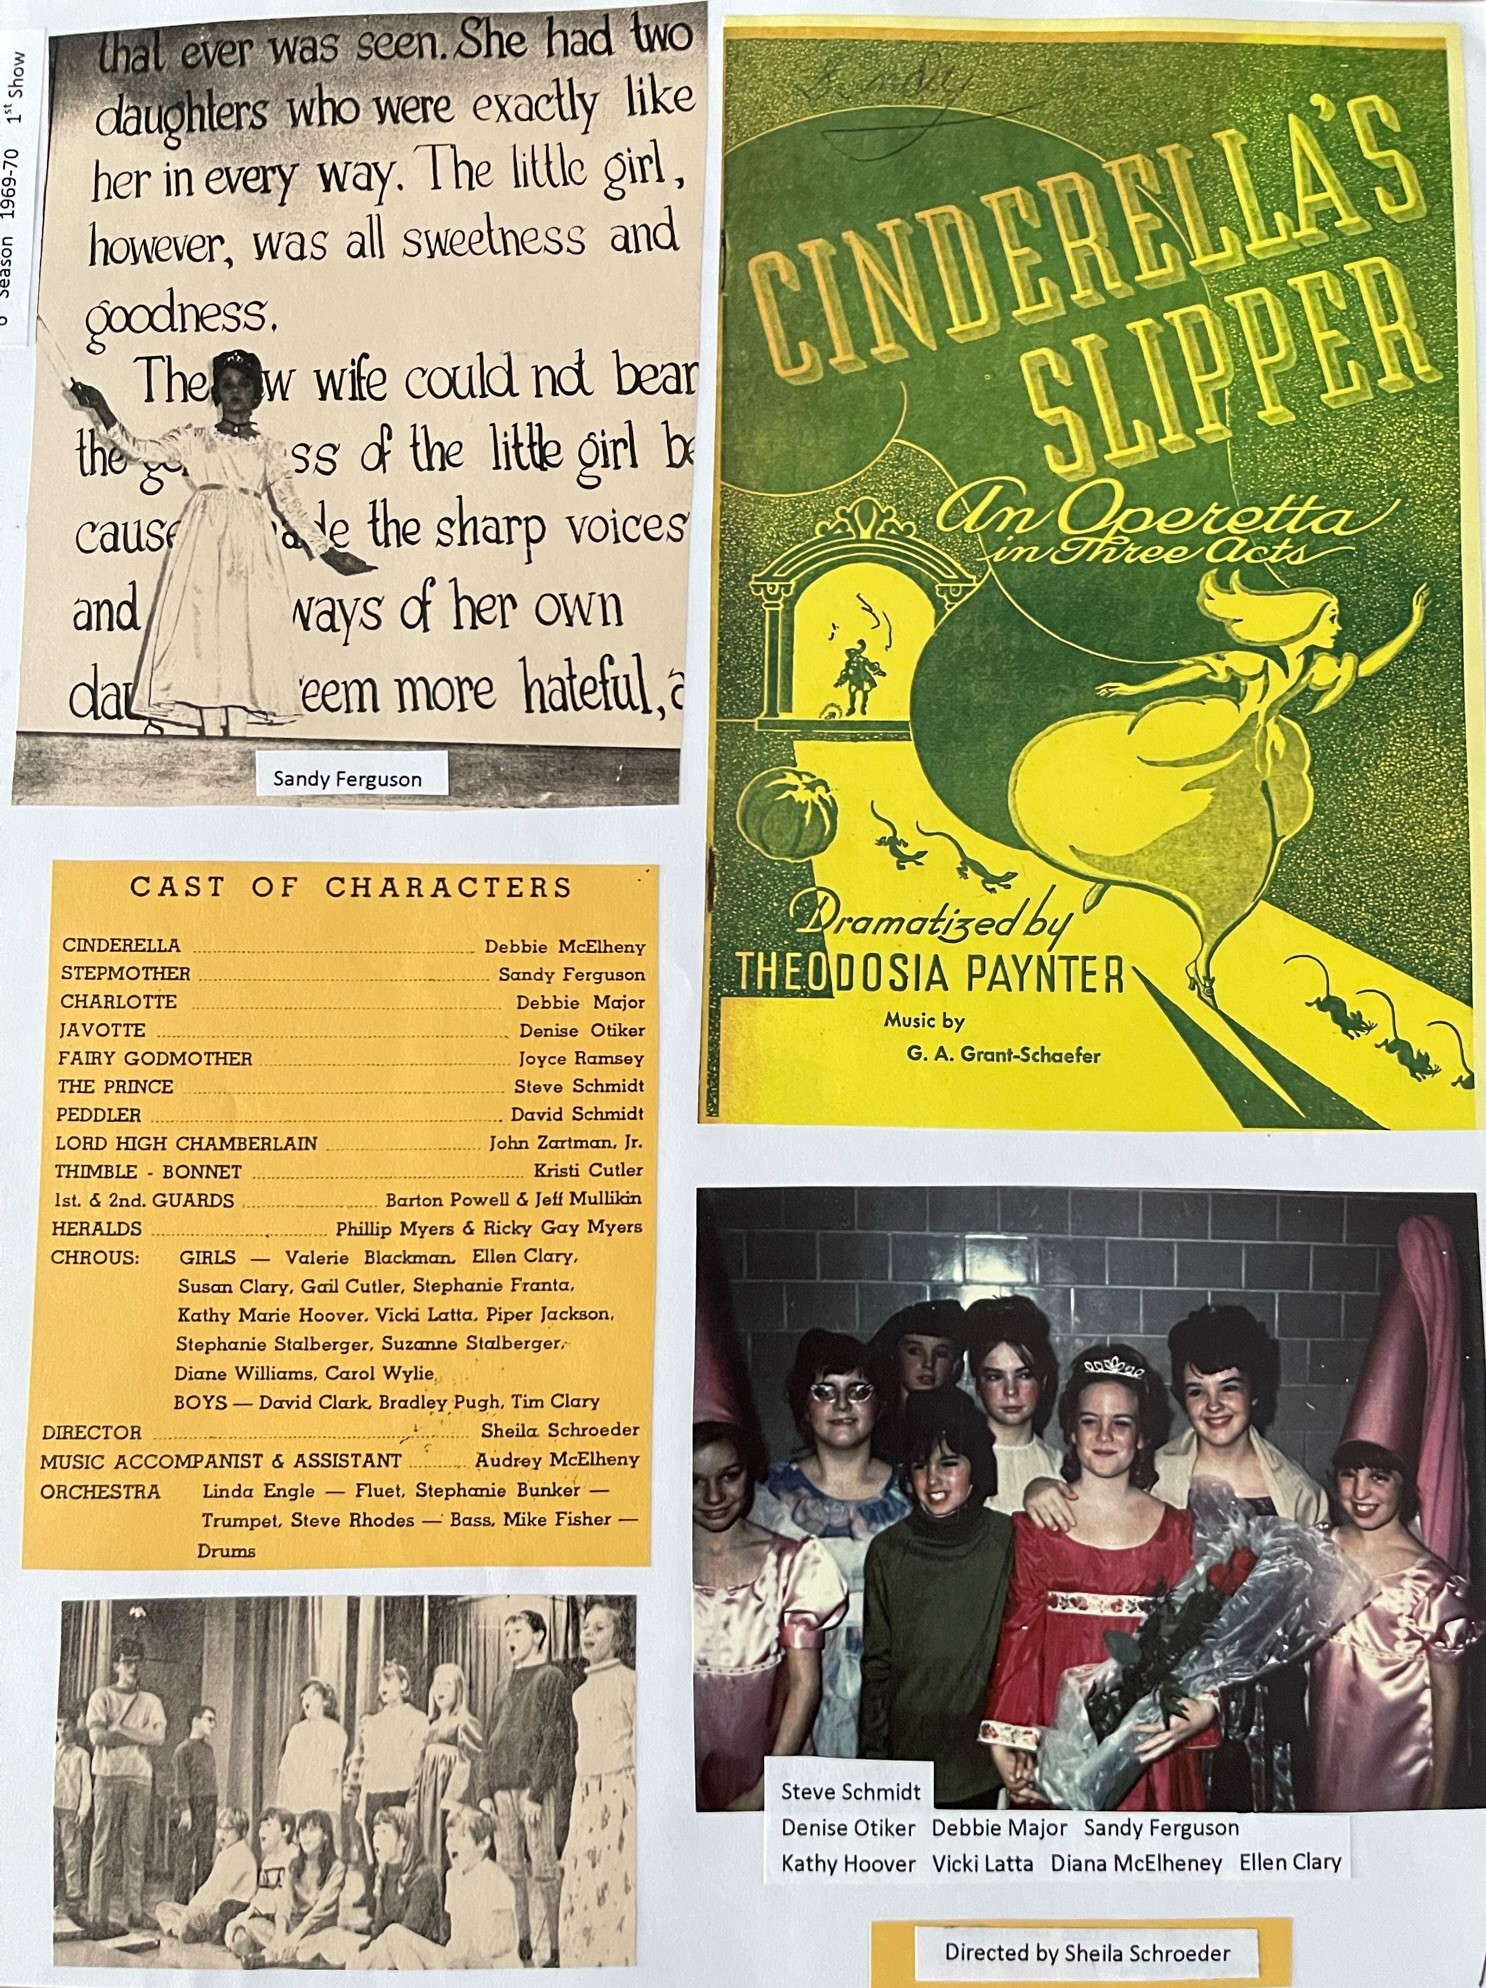 Season 1969-70 1st Show
that ever was seen. She had two
daughters who were exactly like
her in every way. The little girl,
however, was all sweetness and
goodness.
The w wife could not bear
the ss of the little girl be
cause de the sharp voices
and ways of her own
dau eem more hateful, a
Sandy Ferguson
Sandy
CINDERELLA'S
SLIPPER
An Operetta
in Three Acts
Dramatized by
THEODOSIA PAYNTER
Music by
G. A. Grant-Schaefer
CAST OF CHARACTERS
CINDERELLA Debbie McElheny
STEPMOTHER Sandy Ferguson
CHARLOTTE Debbie Major
JAVOTTE Denise Otiker
FAIRY GODMOTHER Joyce Ramsey
THE PRINCE Steve Schmidt
PEDDLER David Schmidt
LORD HIGH CHAMBERLAIN John Zartman, Jr.
THIMBLE - BONNET Kristi Cutler
1st. & 2nd. GUARDS Barton Powell & Jeff Mullikin
HERALDS Phillip Myers & Ricky Gay Myers
CHROUS: GIRLS — Valerie Blackman, Ellen Clary,
Susan Clary, Gail Cutler, Stephanie Franta,
Kathy Marie Hoover, Vicki Latta, Piper Jackson,
Stephanie Stalberger, Suzanne Stalberger,
Diane Williams, Carol Wylie,
BOYS — David Clark, Bradley Pugh, Tim Clary
DIRECTOR Sheila Schroeder
MUSIC ACCOMPANIST & ASSISTANT Audrey McElheny
ORCHESTRA Linda Engle — Fluet, Stephanie Bunker —
Trumpet, Steve Rhodes — Bass, Mike Fisher —
Drums
Steve Schmidt
Denise Otiker Debbie Major Sandy Ferguson
Kathy Hoover Vicki Latta Diana McElheney Ellen Clary
Directed by Sheila Schroeder